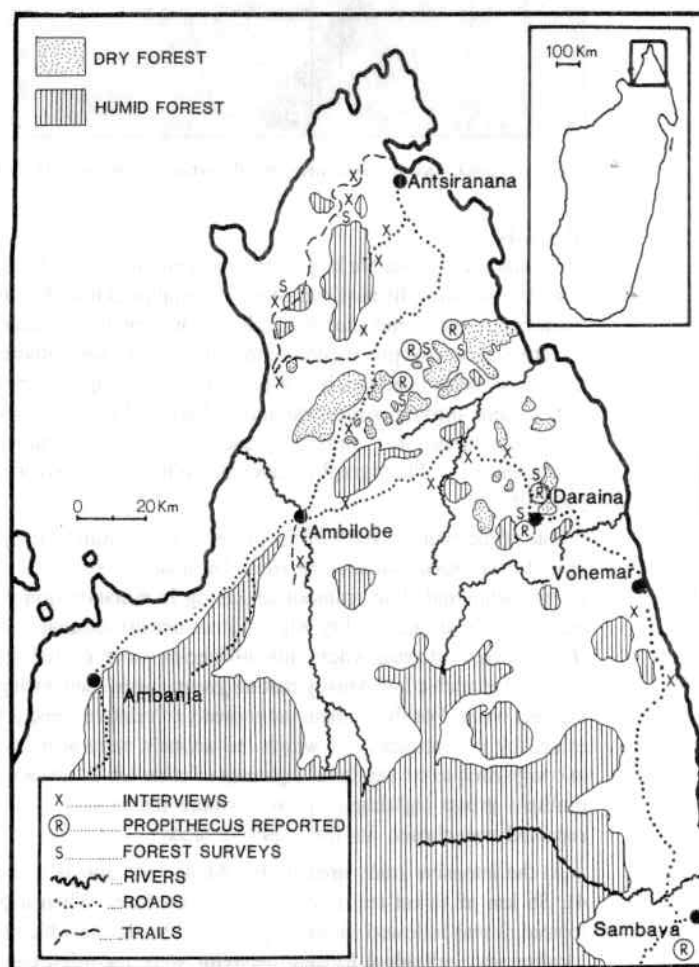 DRY FOREST
HUMID FOREST
100 Km
Antsiranana
X
X
S
X
X
S
X
X
X
R
R
S
S
R
S
X
X
X
X
S
R
Daraina
S
R
0 20 Km
X
X
Ambilobe
X
Vohemar
X
X
Ambanja
X INTERVIEWS
R PROPITHECUS REPORTED
S FOREST SURVEYS
RIVERS
ROADS
TRAILS
Sambava
R